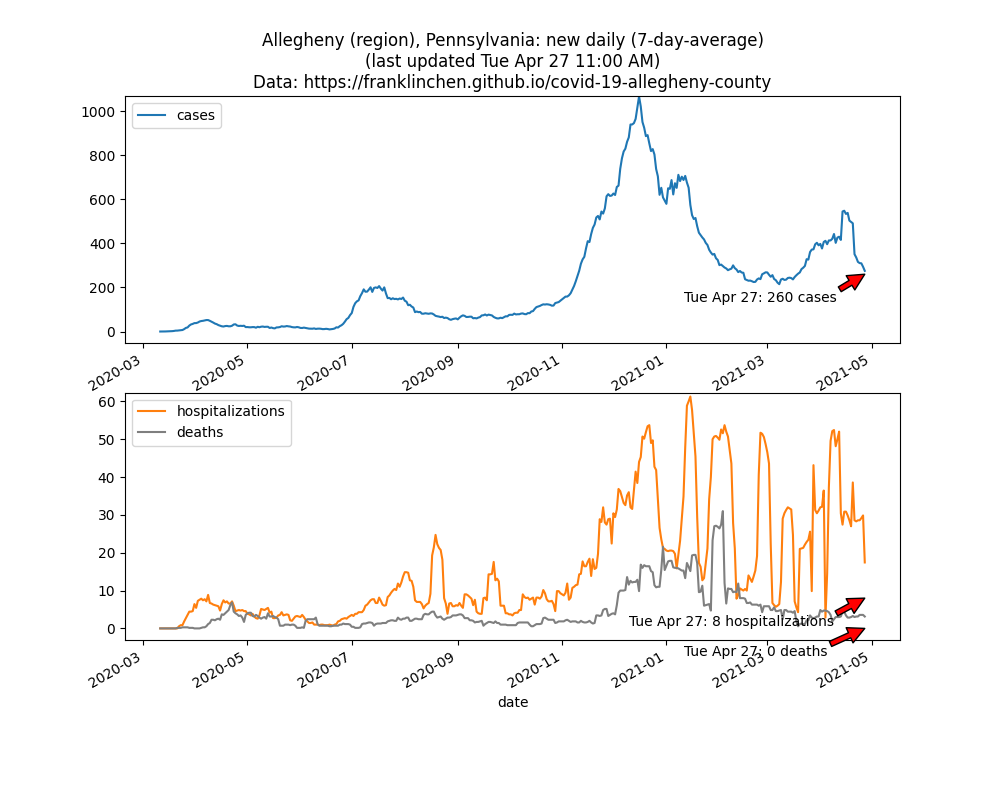 Allegheny (region), Pennsylvania: new daily (7-day-average)
(last updated Tue Apr 27 11:00 AM)
Data: https://franklinchen.github.io/covid-19-allegheny-county
cases
1000
800
600
400
200
0
Tue Apr 27: 260 cases
2020-03
2020-05
2020-07
2020-09
2020-11
2021-01
2021-03
2021-05
hospitalizations
deaths
60
50
40
30
20
10
0
Tue Apr 27: 8 hospitalizations
Tue Apr 27: 0 deaths
2020-03
2020-05
2020-07
2020-09
2020-11
2021-01
2021-03
2021-05
date